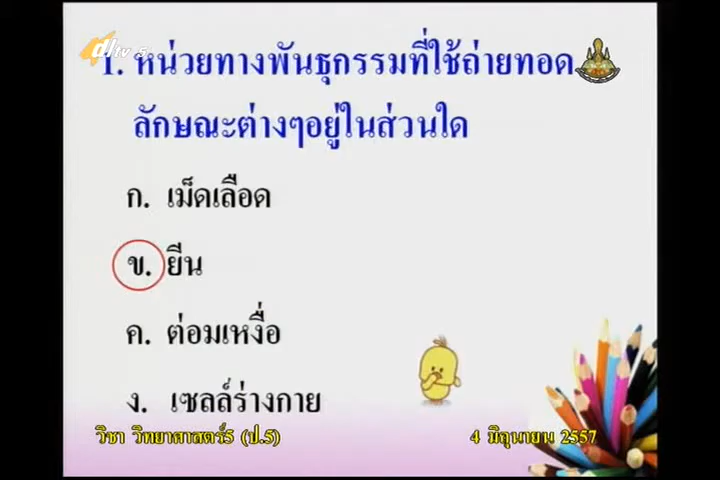 dltv.5
1. หน่วยทางพันธุกรรมที่ใช้ถ่ายทอด
ลักษณะต่างๆอยู่ในส่วนใด
ก. เม็ดเลือด
ข. ยีน
ค. ต่อมเหงื่อ
ง. เซลล์ร่างกาย
วิชา วิทยาศาสตร์5 (ป.5)
4 มิถุนายน 2557